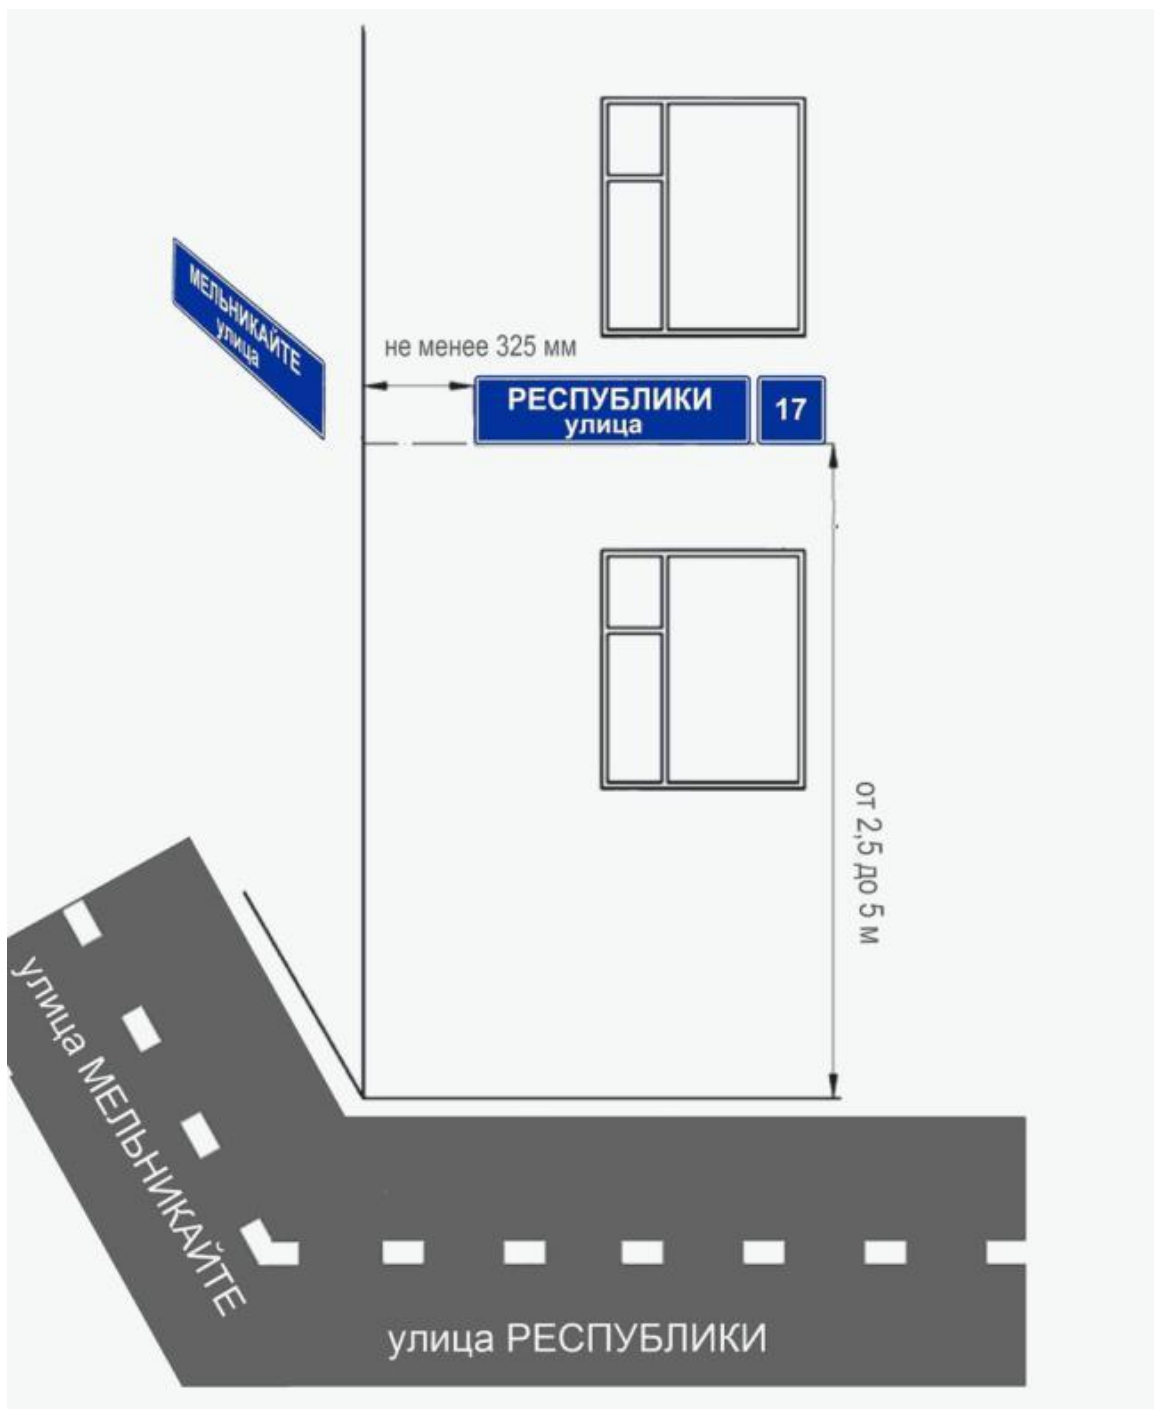 МЕЛЬНИКАЙТЕ
улица
не менее 325 мм
РЕСПУБЛИКИ
улица
17
от 2,5 до 5 м
улица МЕЛЬНИКАЙТЕ
улица РЕСПУБЛИКИ